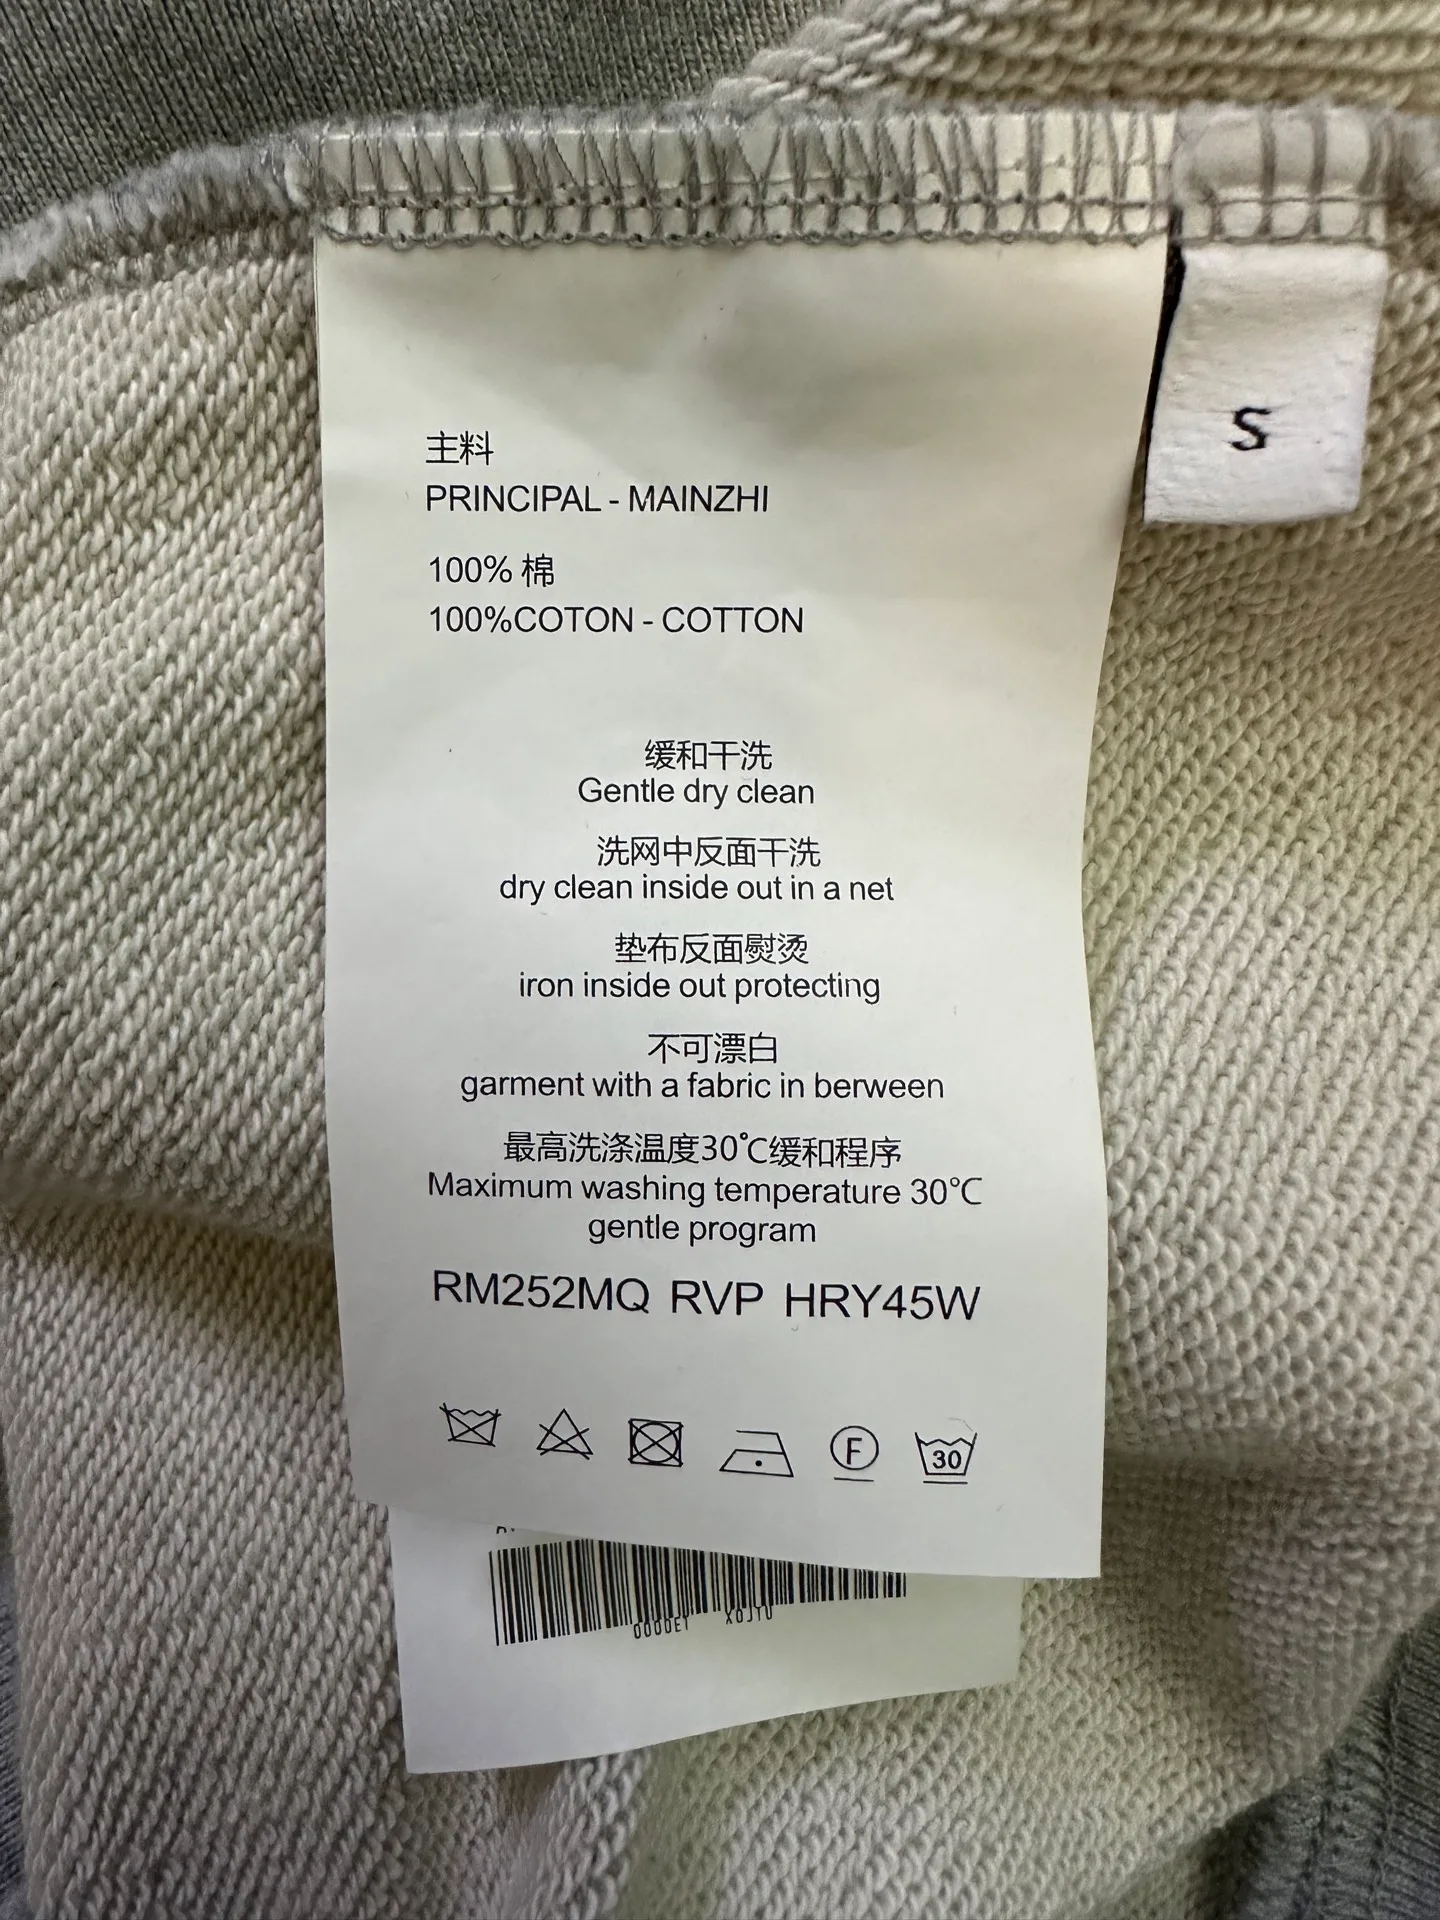 主料
PRINCIPAL - MAINZHI
100% 棉
100%COTON - COTTON
缓和干洗
Gentle dry clean
洗网中反面干洗
dry clean inside out in a net
垫布反面熨烫
iron inside out protecting
不可漂白
garment with a fabric in berween
最高洗涤温度30℃缓和程序
Maximum washing temperature 30℃
gentle program
RM252MQ RVP HRY45W
F
30
S